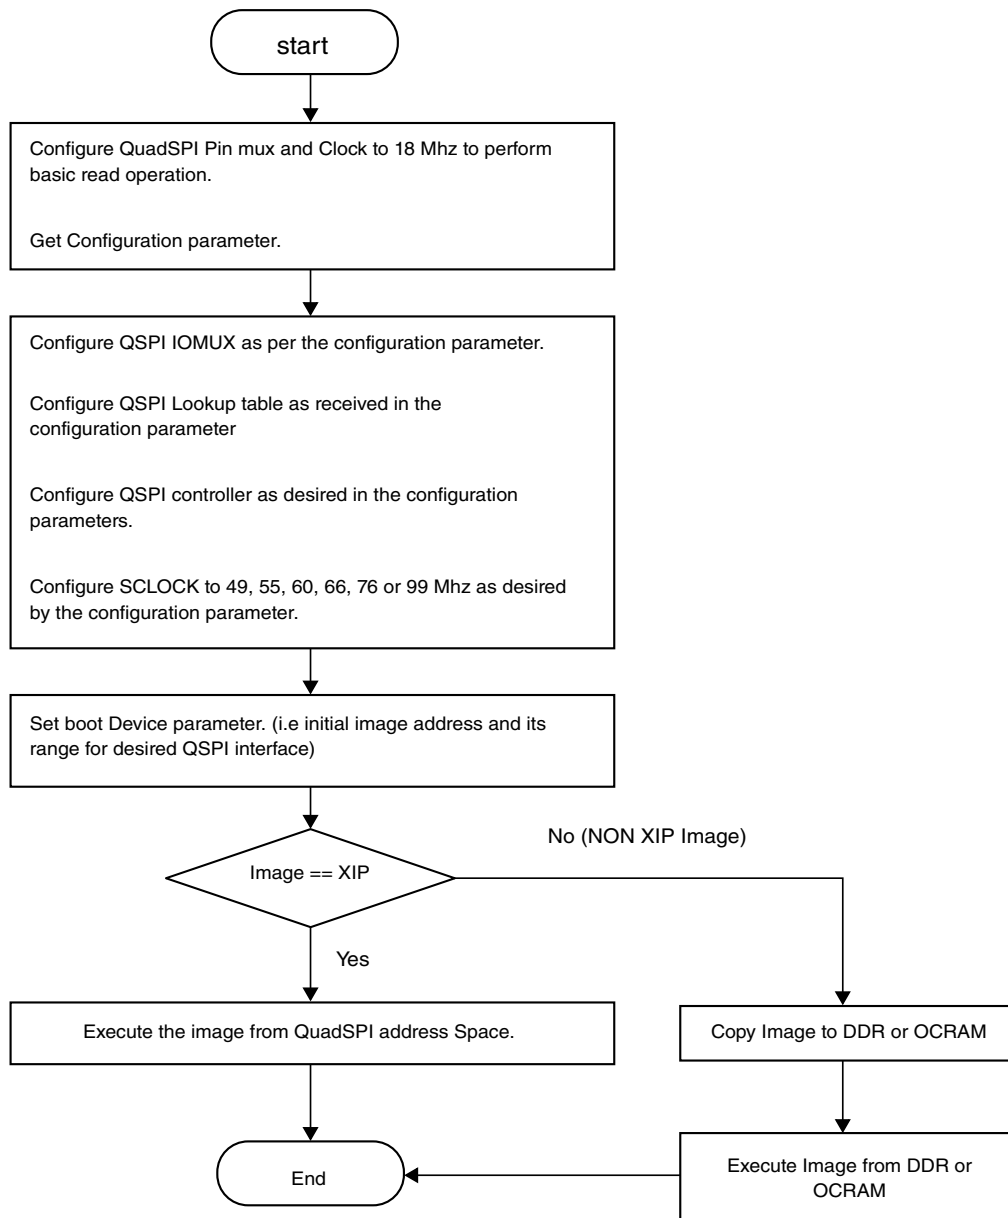 start
Configure QuadSPI Pin mux and Clock to 18 Mhz to perform
basic read operation.
Get Configuration parameter.
Configure QSPI IOMUX as per the configuration parameter.
Configure QSPI Lookup table as received in the
configuration parameter
Configure QSPI controller as desired in the configuration
parameters.
Configure SCLOCK to 49, 55, 60, 66, 76 or 99 Mhz as desired
by the configuration parameter.
Set boot Device parameter. (i.e initial image address and its
range for desired QSPI interface)
Image == XIP
No (NON XIP Image)
Yes
Execute the image from QuadSPI address Space.
Copy Image to DDR or OCRAM
Execute Image from DDR or
OCRAM
End